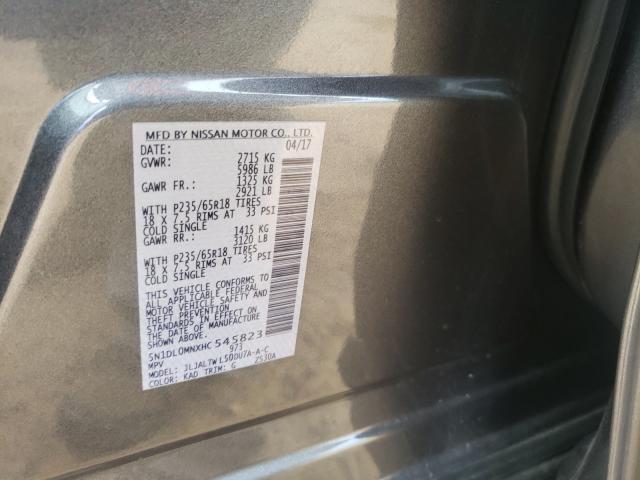 MFD BY NISSAN MOTOR CO., LTD.
DATE: 04/17
GVWR: 2715 KG
5986 LB
GAWR FR.: 1325 KG
2921 LB
WITH P235/65R18 TIRES
18 X 7.5 RIMS AT 33 PSI
COLD SINGLE
GAWR RR.: 1415 KG
3120 LB
WITH P235/65R18 TIRES
18 X 7.5 RIMS AT 33 PSI
COLD SINGLE
THIS VEHICLE CONFORMS TO
ALL APPLICABLE FEDERAL
MOTOR VEHICLE SAFETY AND
THEFT PREVENTION
STANDARDS IN EFFECT ON
THE DATE OF MANUFACTURE
SHOWN ABOVE.
5N1DL0MNXHC545823
MPV 973
MODEL: JLJALTWL50DU7A-A-C
COLOR: KAD TRIM: G Z5J0A